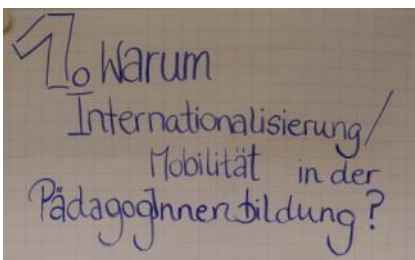 1. Warum
Internationalisierung/
Mobilität in der
PädagogInnenbildung?